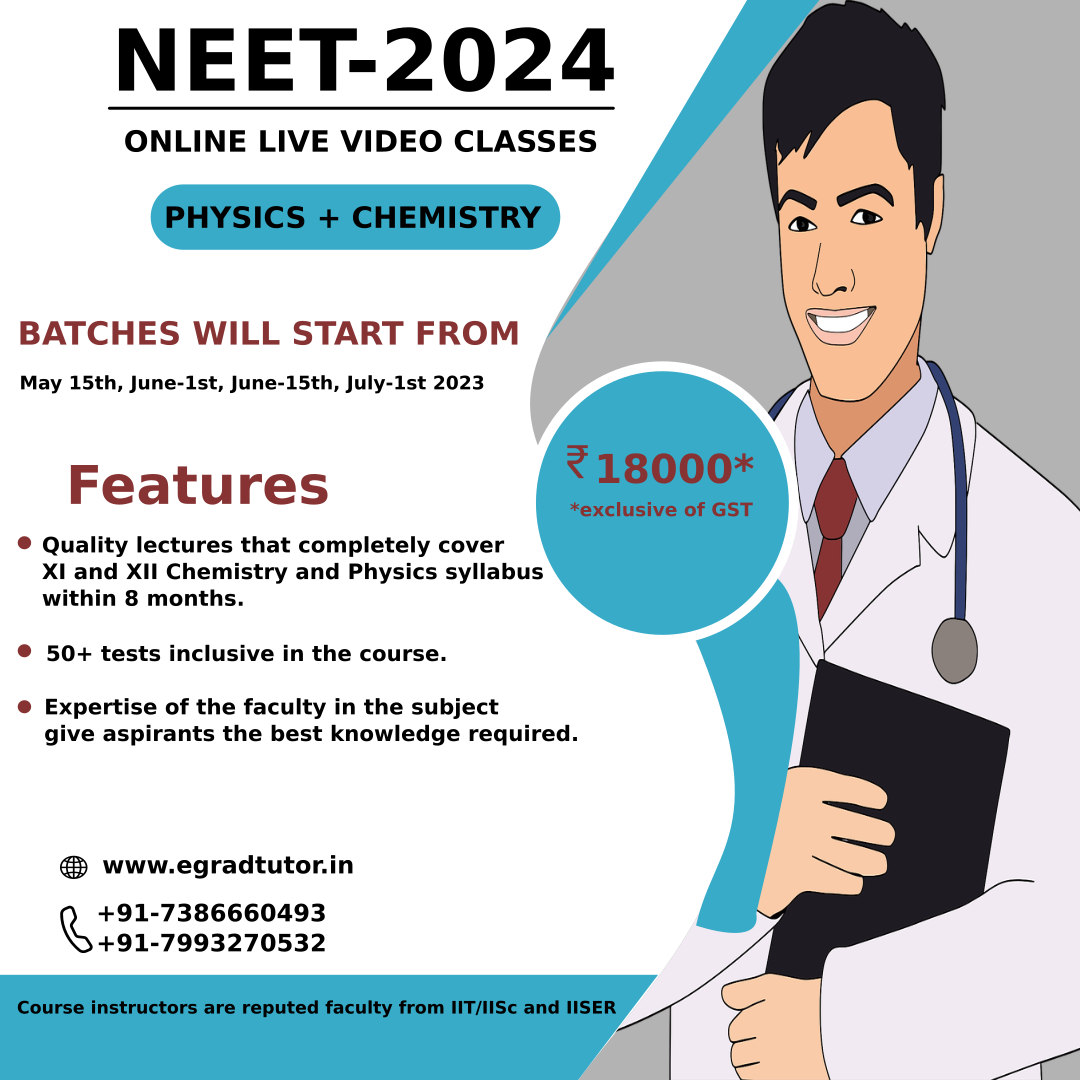 NEET-2024
ONLINE LIVE VIDEO CLASSES
PHYSICS + CHEMISTRY
BATCHES WILL START FROM
May 15th, June-1st, June-15th, July-1st 2023
₹ 18000*
*exclusive of GST
Features
Quality lectures that completely cover
XI and XII Chemistry and Physics syllabus
within 8 months.
50+ tests inclusive in the course.
Expertise of the faculty in the subject
give aspirants the best knowledge required.
www.egradtutor.in
+91-7386660493
+91-7993270532
Course instructors are reputed faculty from IIT/IISc and IISER